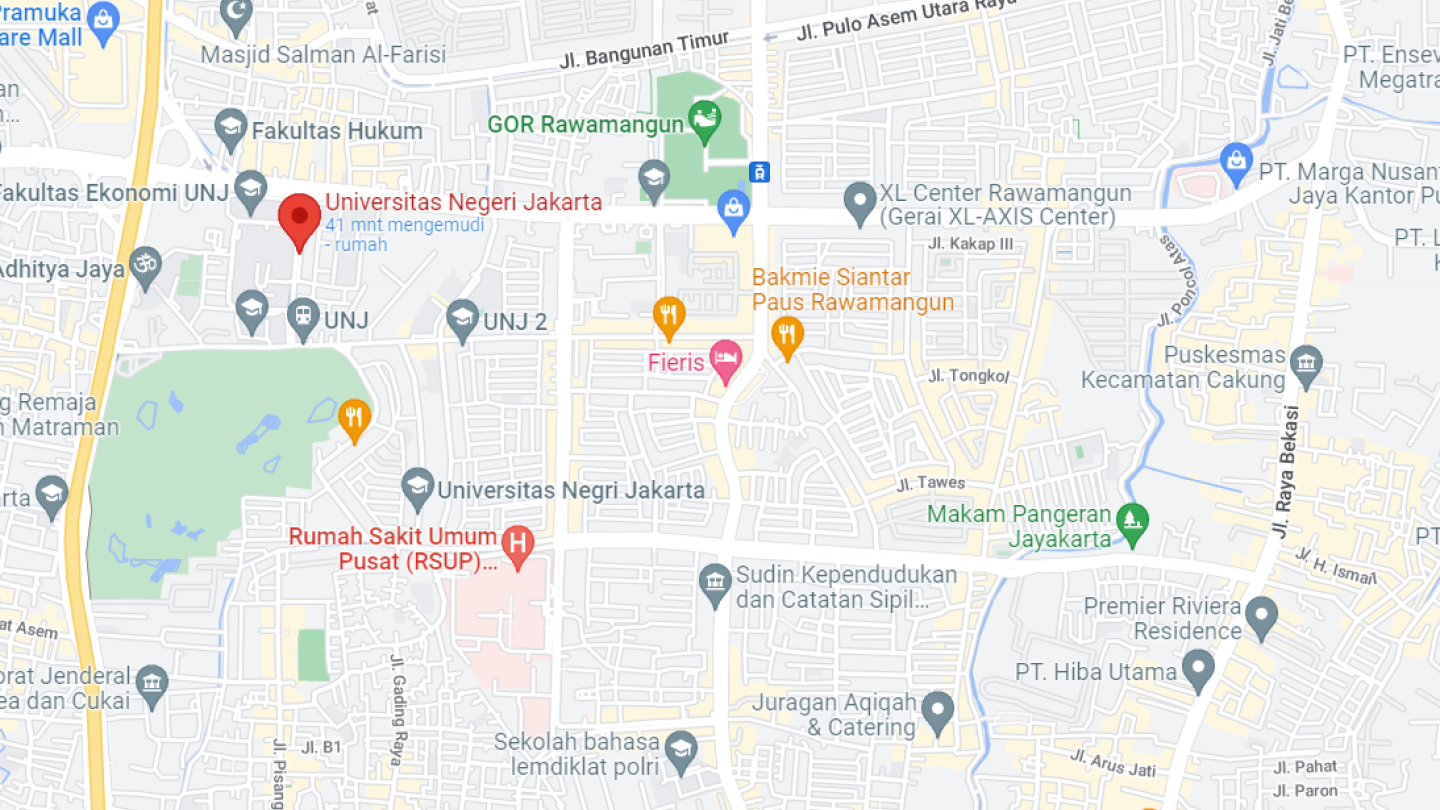 Pramuka
are Mall
Masjid Salman Al-Farisi
at
Jl. Bangunan Timur
Jl. Pulo Asem Utara Raya
Jl. Jati Be
PT. Ensev
Megatra
an
n...
Fakultas Hukum
GOR Rawamangun
Fakultas Ekonomi UNJ
Universitas Negeri Jakarta
41 mnt mengemudi
- rumah
XL Center Rawamangun
(Gerai XL-AXIS Center)
PT. Marga Nusant
Jaya Kantor Pu
Jl. Kakap III
PT. L
K
Adhitya Jaya
Bakmie Siantar
Paus Rawamangun
Jl. Poncol Atas
UNJ
UNJ 2
Fieris
Jl. Tongkol
Puskesmas
Kecamatan Cakung
g Remaja
n Matraman
Jl. Raya Bekasi
arta
Universitas Negri Jakarta
Jl. Tawes
Makam Pangeran
Jayakarta
Rumah Sakit Umum
Pusat (RSUP)...
H
PT
Jl. H. Ismail
Sudin Kependudukan
dan Catatan Sipil...
Premier Riviera
Residence
at Asem
orat Jenderal
ea dan Cukai
Jl. Gading Raya
PT. Hiba Utama
Juragan Aqiqah
& Catering
Sekolah bahasa
lemdiklat polri
Jl. B1
Jl. Pisang
Jl. Arus Jati
Jl. Pahat
Jl. Paron